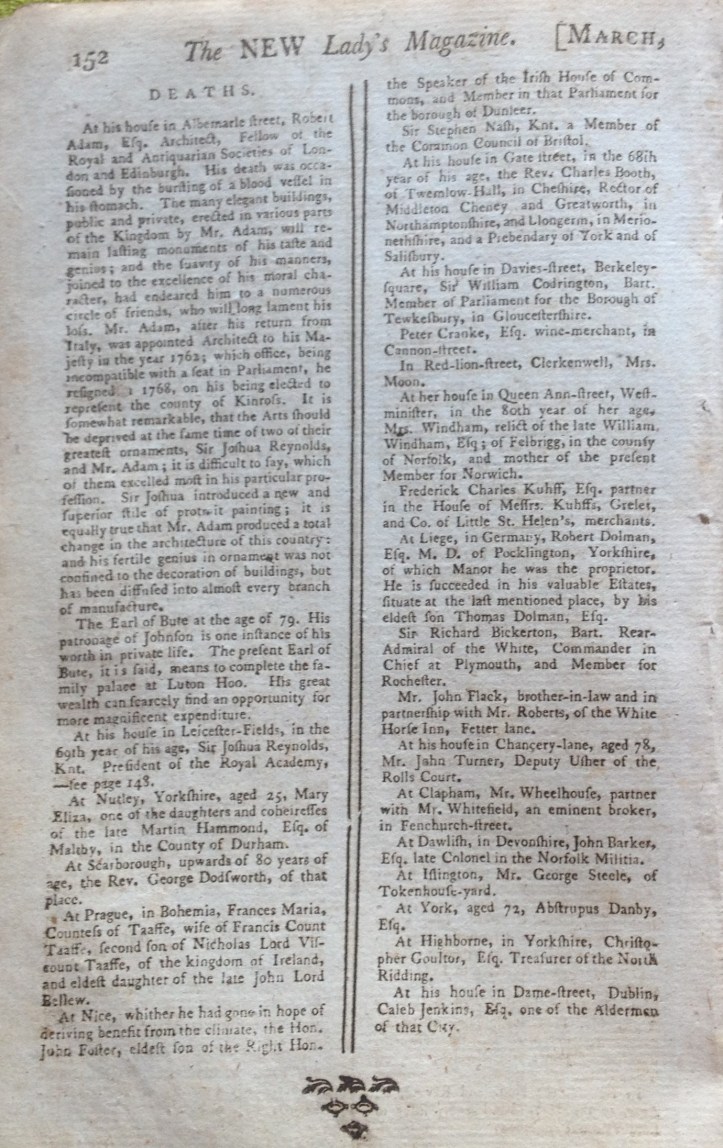 152
The NEW Lady's Magazine.
[MARCH,
DEATHS.
At his house in Albemarle ſtreet, Robert
Adam, Eſq. Architect, Fellow of the
Royal and Antiquarian Societies of Lon-
don and Edinburgh. His death was occa-
ſioned by the burſting of a blood veſſel in
his ſtomach. The many elegant buildings,
public and private, erected in various parts
of the Kingdom by Mr. Adam, will re-
main laſting monuments of his taſte and
genius; and the ſuavity of his manners,
joined to the excellence of his moral cha-
racter, had endeared him to a numerous
circle of friends, who will long lament his
loſs. Mr. Adam, after his return from
Italy, was appointed Architect to his Ma-
jeſty in the year 1762; which office, being
incompatible with a ſeat in Parliament, he
reſigned 1768, on his being elected to
repreſent the county of Kinroſs. It is
ſomewhat remarkable, that the Arts ſhould
be deprived at the ſame time of two of their
greateſt ornaments, Sir Joſhua Reynolds,
and Mr. Adam; it is difficult to ſay, which
of them excelled moſt in his particular pro-
feſſion. Sir Joſhua introduced a new and
ſuperior ſtile of portrait painting; it is
equally true that Mr. Adam produced a total
change in the architecture of this country:
and his fertile genius in ornament was not
confined to the decoration of buildings, but
has been diffuſed into almoſt every branch
of manufacture.
The Earl of Bute at the age of 79. His
patronage of Johnſon is one inſtance of his
worth in private life. The preſent Earl of
Bute, it is ſaid, means to complete the fa-
mily palace at Luton Hoo. His great
wealth can ſcarcely find an opportunity for
more magnificent expenditure.
At his houſe in Leiceſter-Fields, in the
69th year of his age, Sir Joſhua Reynolds,
Knt. Preſident of the Royal Academy,
—ſee page 148.
At Nutley, Yorkſhire, aged 25, Mary
Eliza, one of the daughters and coheireſſes
of the late Martin Hammond, Eſq. of
Maltby, in the County of Durham.
At Scarborough, upwards of 80 years of
age, the Rev. George Dodſworth, of that
place.
At Prague, in Bohemia, Frances Maria,
Counteſs of Taaffe, wife of Francis Count
Taaffe, ſecond ſon of Nicholas Lord Viſ-
count Taaffe, of the kingdom of Ireland,
and eldeſt daughter of the late John Lord
Bellew.
At Nice, whither he had gone in hope of
deriving benefit from the climate, the Hon.
John Foſter, eldeſt ſon of the Right Hon.
the Speaker of the Iriſh Houſe of Com-
mons, and Member in that Parliament for
the borough of Dunleer.
Sir Stephen Naſh, Knt. a Member of
the Common Council of Briſtol.
At his houſe in Gate ſtreet, in the 68th
year of his age, the Rev. Charles Booth,
of Twemlow-Hall, in Cheſhire, Rector of
Middleton Cheney and Greatworth, in
Northamptonſhire, and Llongerin, in Merio-
nethſhire, and a Prebendary of York and of
Saliſbury.
At his houſe in Davies-ſtreet, Berkeley-
ſquare, Sir William Codrington, Bart.
Member of Parliament for the Borough of
Tewkeſbury, in Glouceſterſhire.
Peter Cranke, Eſq. wine-merchant, in
Cannon-ſtreet.
In Red-lion-ſtreet, Clerkenwell, Mrs.
Moon.
At her houſe in Queen Ann-ſtreet, Weſt-
miniſter, in the 80th year of her age,
Mrs. Windham, relict of the late William
Windham, Eſq; of Felbrigg, in the county
of Norfolk, and mother of the preſent
Member for Norwich.
Frederick Charles Kuhff, Eſq. partner
in the Houſe of Meſſrs. Kuhffs, Grelet,
and Co. of Little St. Helen's, merchants.
At Liege, in Germany, Robert Dolman,
Eſq. M. D. of Pocklington, Yorkſhire,
of which Manor he was the proprietor.
He is ſucceeded in his valuable Eſtates,
ſituate at the laſt mentioned place, by his
eldeſt ſon Thomas Dolman, Eſq.
Sir Richard Bickerton, Bart. Rear-
Admiral of the White, Commander in
Chief at Plymouth, and Member for
Rocheſter.
Mr. John Flack, brother-in-law and in
partnerſhip with Mr. Roberts, of the White
Horſe Inn, Fetter lane.
At his houſe in Chancery-lane, aged 78,
Mr. John Turner, Deputy Uſher of the
Rolls Court.
At Clapham, Mr. Wheelhouſe, partner
with Mr. Whitefield, an eminent broker,
in Fenchurch-ſtreet.
At Dawliſh, in Devonſhire, John Barker,
Eſq. late Colonel in the Norfolk Militia.
At Iſlington, Mr. George Steele, of
Tokenhouſe-yard.
At York, aged 72, Abſtrupus Danby,
Eſq.
At Highborne, in Yorkſhire, Chriſto-
pher Goultor, Eſq. Treaſurer of the North
Ridding.
At his houſe in Dame-ſtreet, Dublin,
Caleb Jenkins, Eſq. one of the Aldermen
of that City.